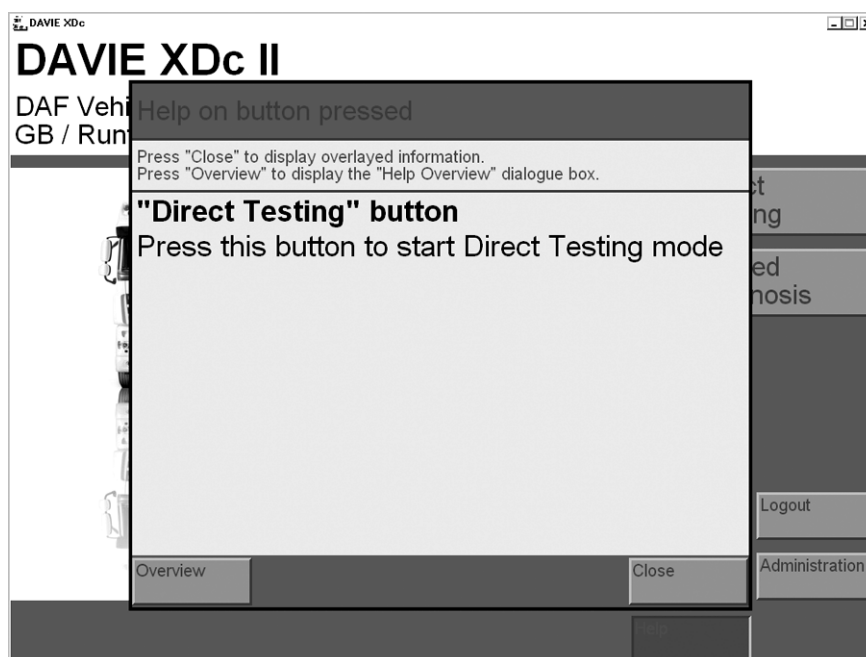 DAVIE XDc
DAVIE XDc II
DAF Vehi
GB / Run
Help on button pressed
Press "Close" to display overlayed information.
Press "Overview" to display the "Help Overview" dialogue box.
"Direct Testing" button
Press this button to start Direct Testing mode
ct
ng
ed
nosis
Logout
Administration
Overview
Close
Help